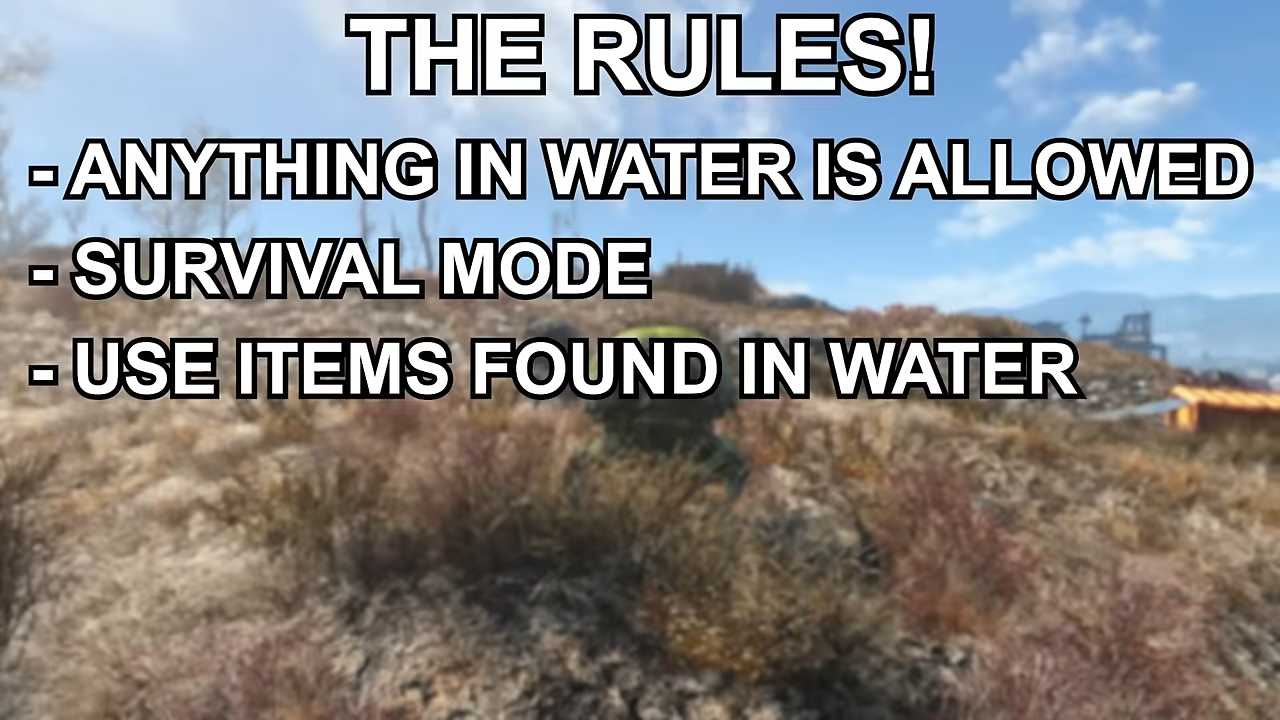 THE RULES!
- ANYTHING IN WATER IS ALLOWED
- SURVIVAL MODE
- USE ITEMS FOUND IN WATER